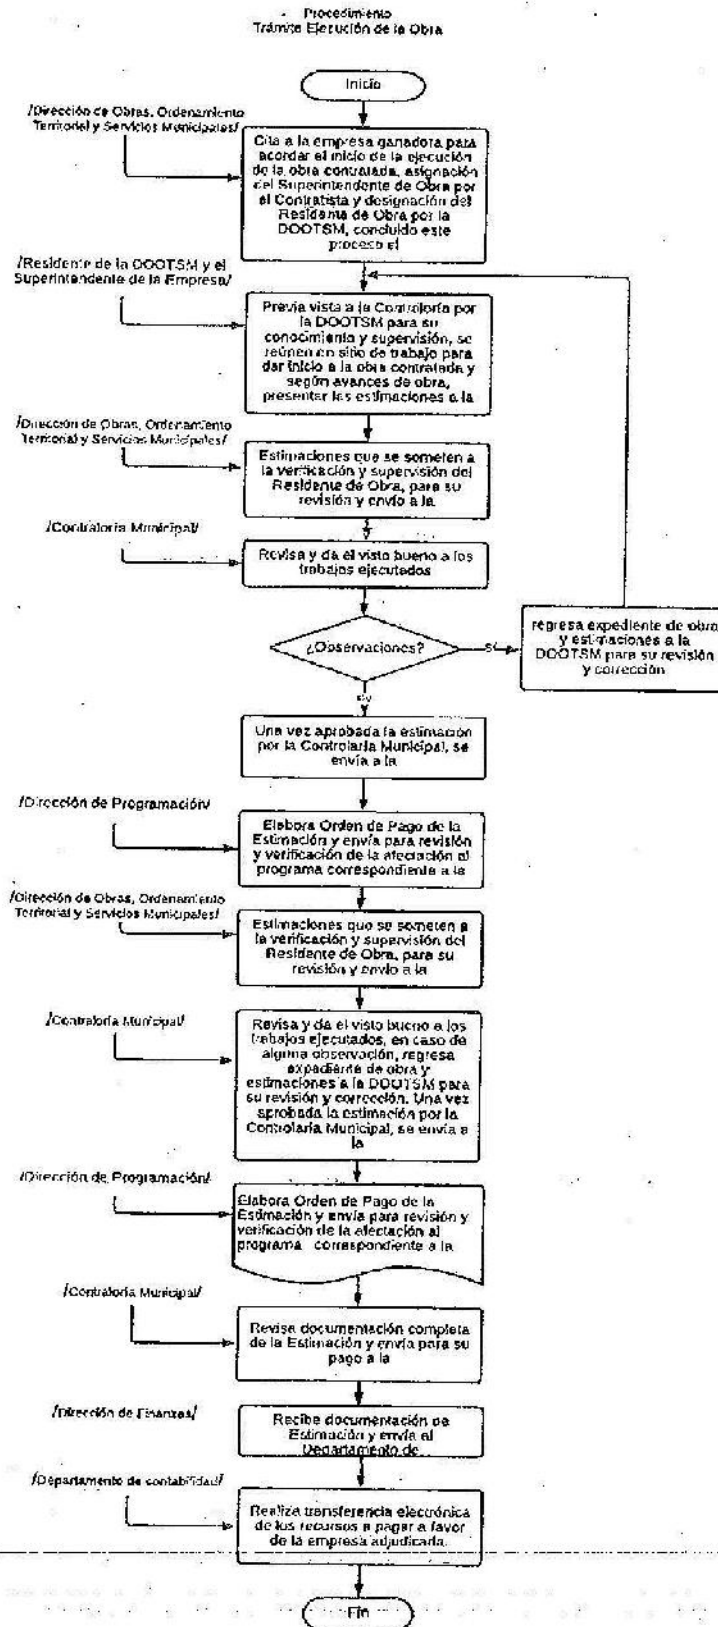 Procedimiento
Trámite Ejecución de la Obra
Inicio
/Dirección de Obras, Ordenamiento
Territorial y Servicios Municipales/
Cita a la empresa ganadora para
acordar el inicio de la ejecución
de la obra contratada, asignación
del Superintendente de Obra por
el Contratista y designación del
Residente de Obra por la
DOOTSM, concluido este
proceso el
/Residente de la DOOTSM y el
Superintendente de la Empresa/
Previa vista a la Contraloría por
la DOOTSM para su
conocimiento y supervisión, se
reúnen en sitio de trabajo para
dar inicio a la obra contratada y
según avances de obra,
presentar las estimaciones a la
/Dirección de Obras, Ordenamiento
Territorial y Servicios Municipales/
Estimaciones que se someten a
la verificación y supervisión del
Residente de Obra, para su
revisión y envío a la
/Contraloría Municipal/
Revisa y da el visto bueno a los
trabajos ejecutados
¿Observaciones?
sí
regresa expediente de obra
y estimaciones a la
DOOTSM para su revisión
y corrección
Una vez aprobada la estimación
por la Controlaría Municipal, se
envía a la
/Dirección de Programación/
Elabora Orden de Pago de la
Estimación y envía para revisión
y verificación de la afectación al
programa correspondiente a la
/Dirección de Obras, Ordenamiento
Territorial y Servicios Municipales/
Estimaciones que se someten a
la verificación y supervisión del
Residente de Obra, para su
revisión y envío a la
/Contraloría Municipal/
Revisa y da el visto bueno a los
trabajos ejecutados, en caso de
alguna observación, regresa
expediente de obra y
estimaciones a la DOOTSM para
su revisión y corrección. Una vez
aprobada la estimación por la
Controlaría Municipal, se envía a
la
/Dirección de Programación/
Elabora Orden de Pago de la
Estimación y envía para revisión y
verificación de la afectación al
programa correspondiente a la
/Contraloría Municipal/
Revisa documentación completa
de la Estimación y envía para su
pago a la
/Dirección de Finanzas/
Recibe documentación de
Estimación y envía al
Departamento de
/Departamento de contabilidad/
Realiza transferencia electrónica
de los recursos a pagar a favor
de la empresa adjudicada.
Fin